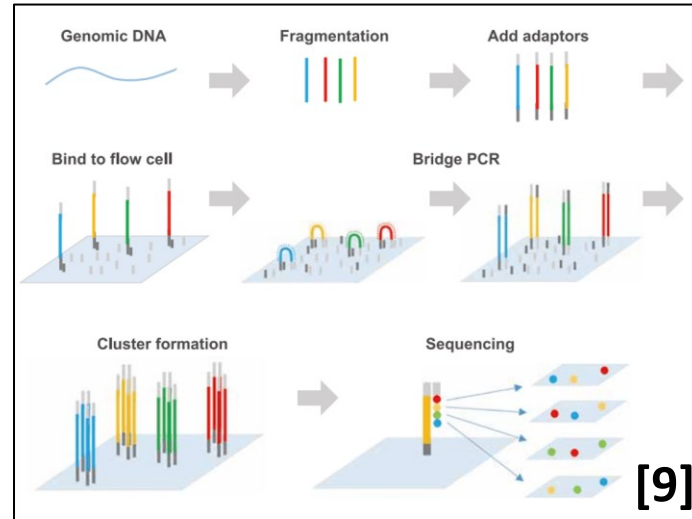 Genomic DNA
Fragmentation
Add adaptors
Bind to flow cell
Bridge PCR
Cluster formation
Sequencing
[9]